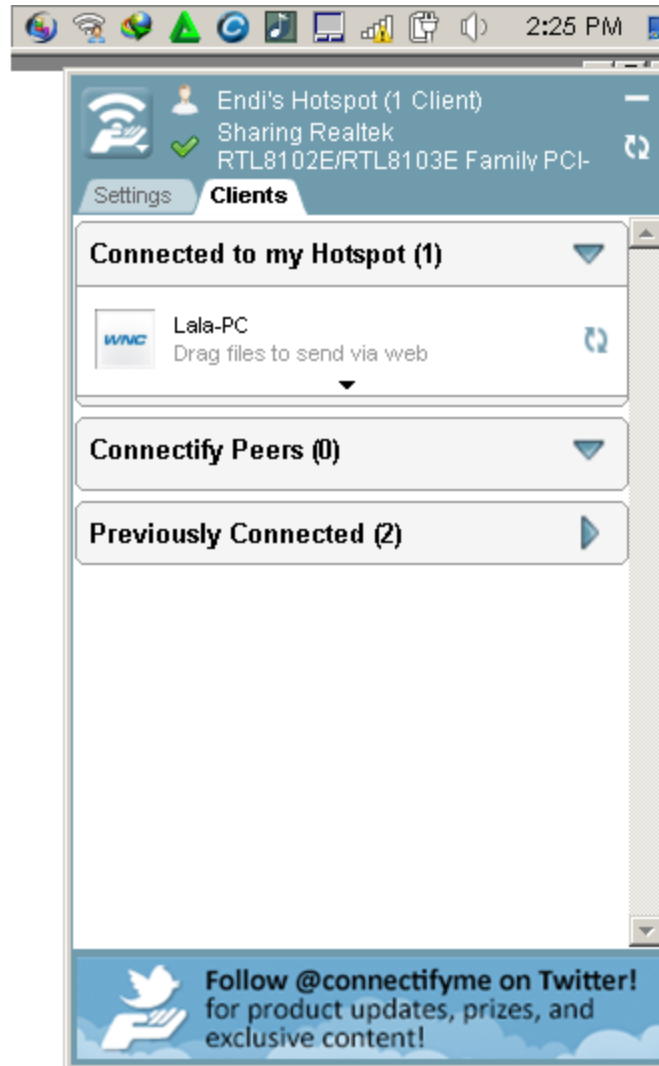 2:25 PM
Endi's Hotspot (1 Client)
Sharing Realtek
RTL8102E/RTL8103E Family PCI-
Settings
Clients
Connected to my Hotspot (1)
WNC
Lala-PC
Drag files to send via web
Connectify Peers (0)
Previously Connected (2)
Follow @connectifyme on Twitter!
for product updates, prizes, and
exclusive content!